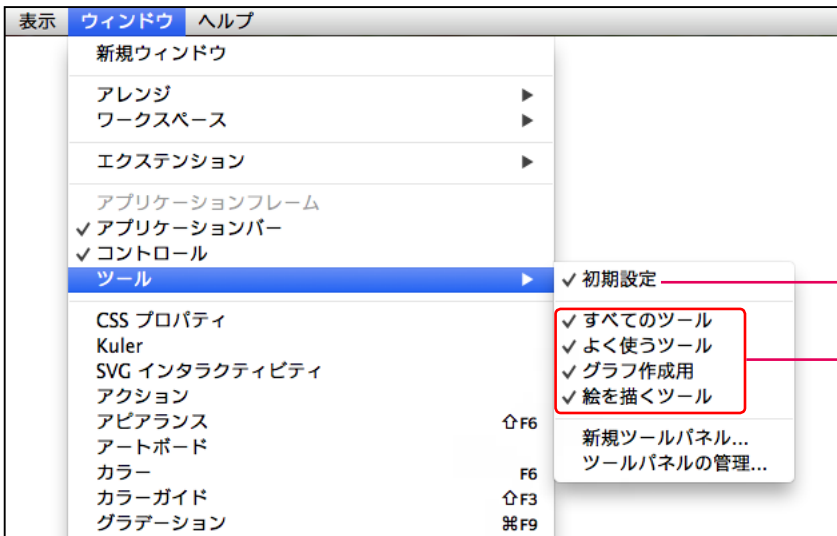 表示 ウィンドウ ヘルプ
新規ウィンドウ
アレンジ ▶
ワークスペース ▶
エクステンション ▶
アプリケーションフレーム
✓ アプリケーションバー
✓ コントロール
ツール ▶
✓ 初期設定
✓ すべてのツール
✓ よく使うツール
✓ グラフ作成用
✓ 絵を描くツール
新規ツールパネル...
ツールパネルの管理...
CSS プロパティ
Kuler
SVG インタラクティビティ
アクション
アピアランス ⇧F6
アートボード
カラー F6
カラーガイド ⇧F3
グラデーション ⌘F9